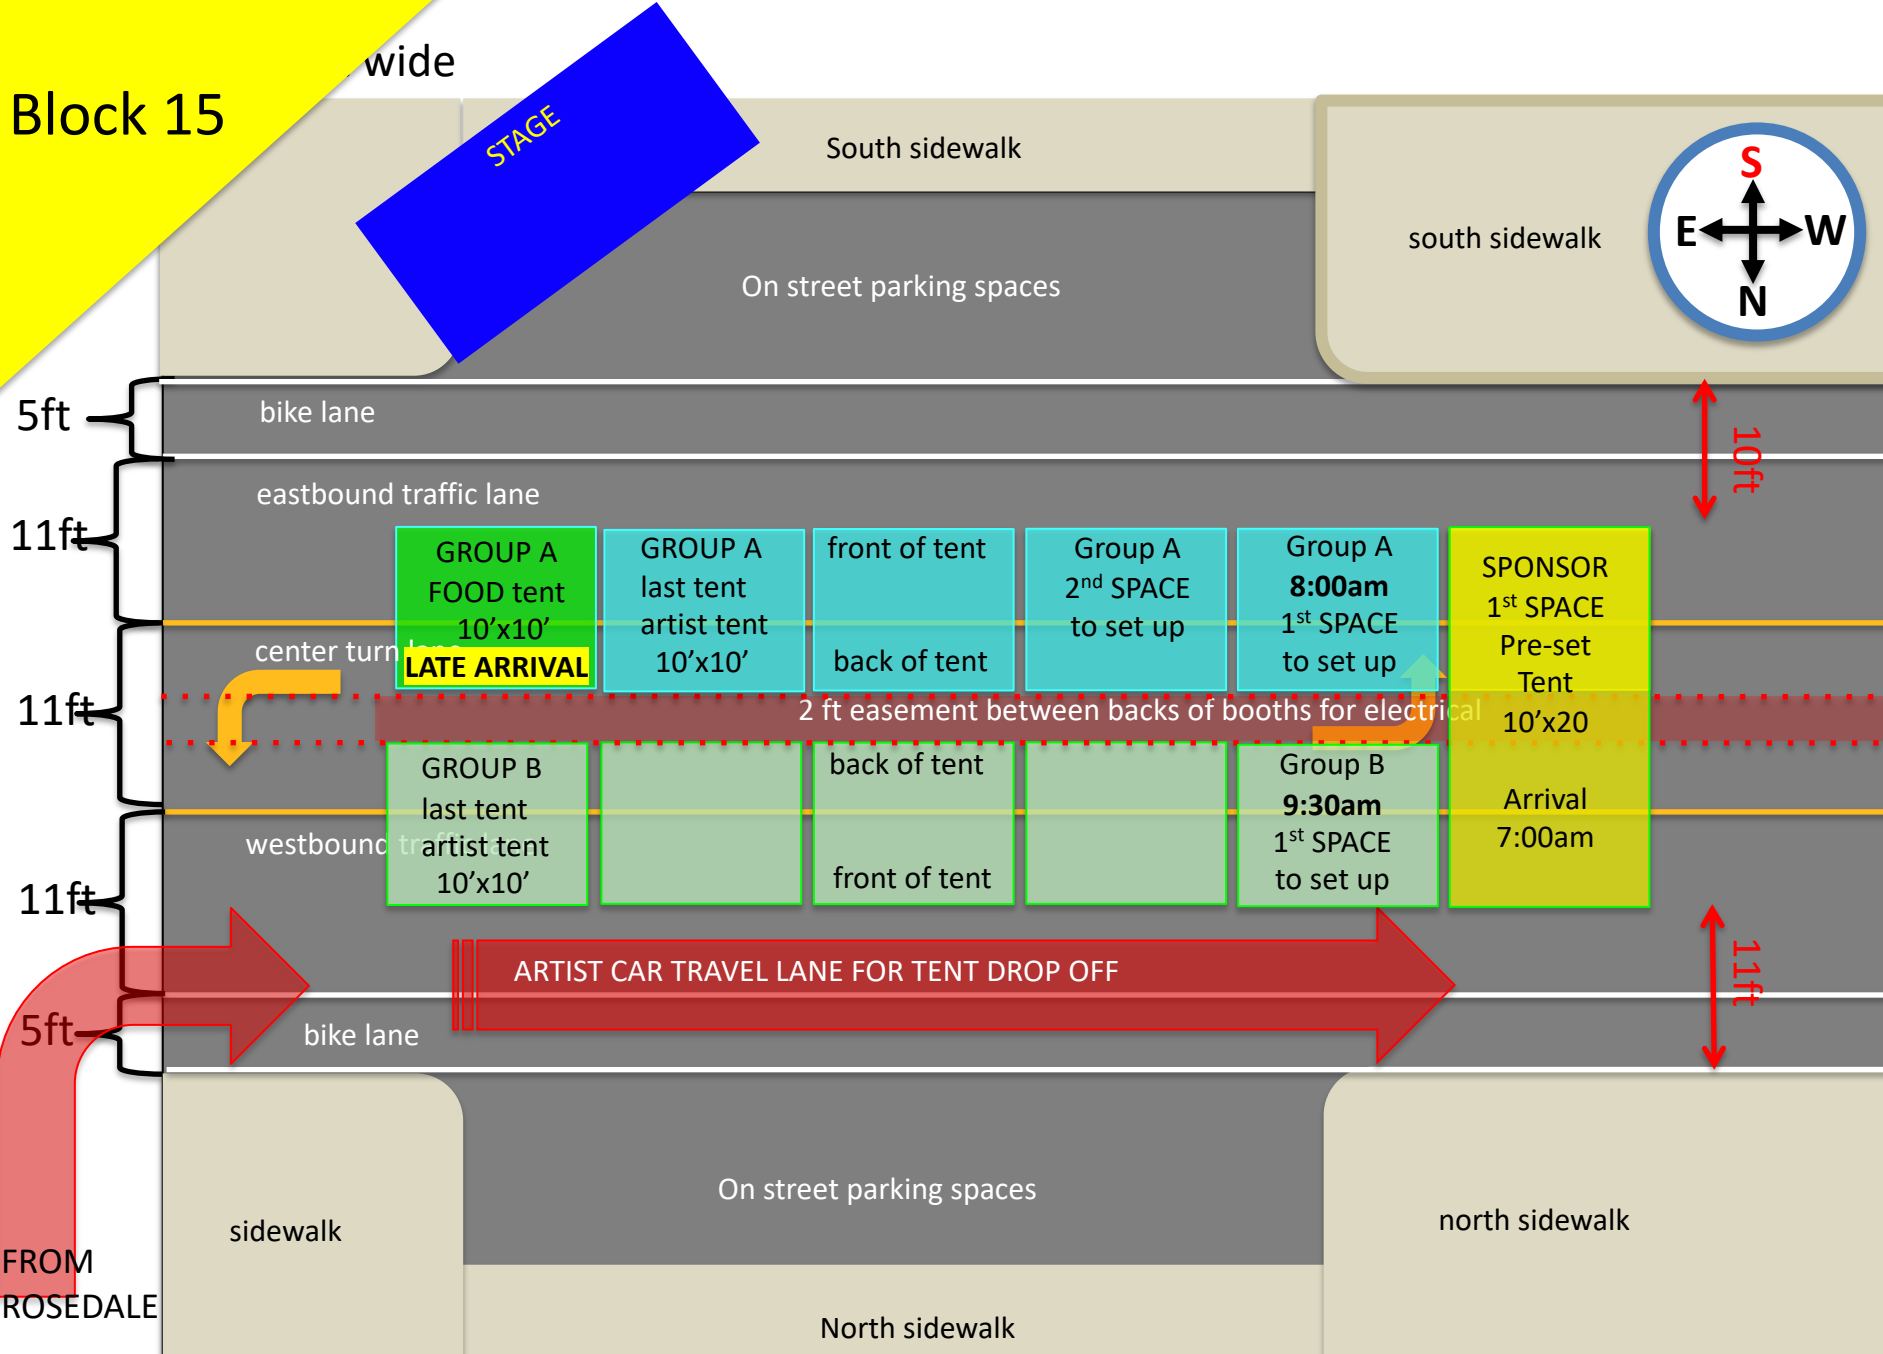 wide
Block 15
STAGE
South sidewalk
S
E
W
N
south sidewalk
On street parking spaces
5ft
bike lane
10ft
eastbound traffic lane
11ft
GROUP A
FOOD tent
10’x10’
LATE ARRIVAL
GROUP A
last tent
artist tent
10’x10’
front of tent
back of tent
Group A
2nd SPACE
to set up
Group A
8:00am
1st SPACE
to set up
SPONSOR
1st SPACE
Pre-set
Tent
10’x20
Arrival
7:00am
center turn
11ft
2 ft easement between backs of booths for electrical
GROUP B
last tent
artist tent
10’x10’
back of tent
front of tent
Group B
9:30am
1st SPACE
to set up
westbound traffic
11ft
ARTIST CAR TRAVEL LANE FOR TENT DROP OFF
11ft
5ft
bike lane
On street parking spaces
sidewalk
north sidewalk
FROM
ROSEDALE
North sidewalk